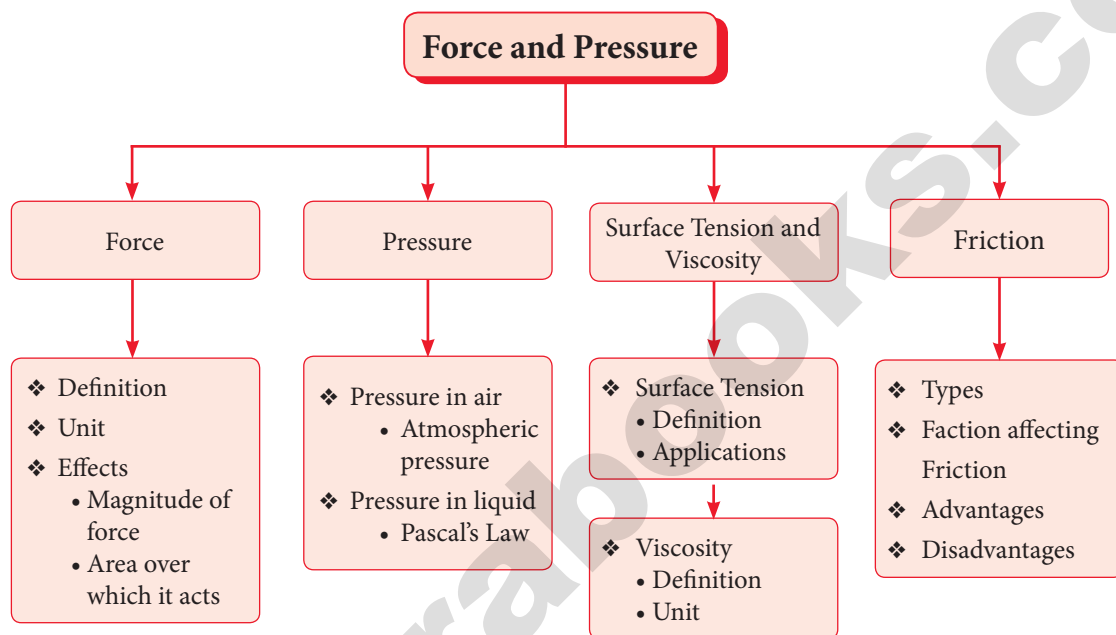 Force and Pressure
Force
Pressure
Surface Tension and
Viscosity
Friction
❖ Definition
❖ Unit
❖ Effects
• Magnitude of
force
• Area over
which it acts
❖ Pressure in air
• Atmospheric
pressure
❖ Pressure in liquid
• Pascal's Law
❖ Surface Tension
• Definition
• Applications
❖ Viscosity
• Definition
• Unit
❖ Types
❖ Faction affecting
Friction
❖ Advantages
❖ Disadvantages